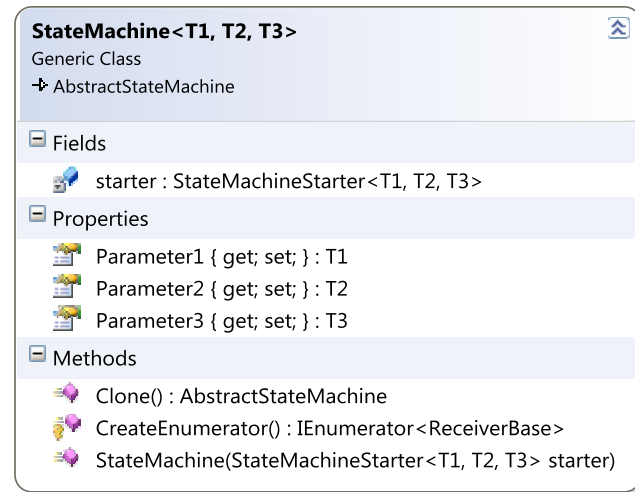 StateMachine<T1, T2, T3>
Generic Class
AbstractStateMachine
Fields
starter : StateMachineStarter<T1, T2, T3>
Properties
Parameter1 { get; set; } : T1
Parameter2 { get; set; } : T2
Parameter3 { get; set; } : T3
Methods
Clone() : AbstractStateMachine
CreateEnumerator() : IEnumerator<ReceiverBase>
StateMachine(StateMachineStarter<T1, T2, T3> starter)